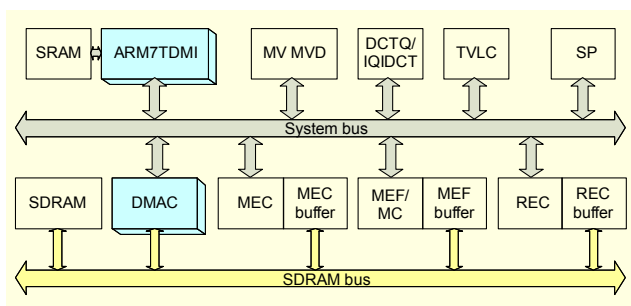 SRAM
ARM7TDMI
MV MVD
DCTQ/
IQIDCT
TVLC
SP
System bus
SDRAM
DMAC
MEC
MEC
buffer
MEF/
MC
MEF
buffer
REC
REC
buffer
SDRAM bus